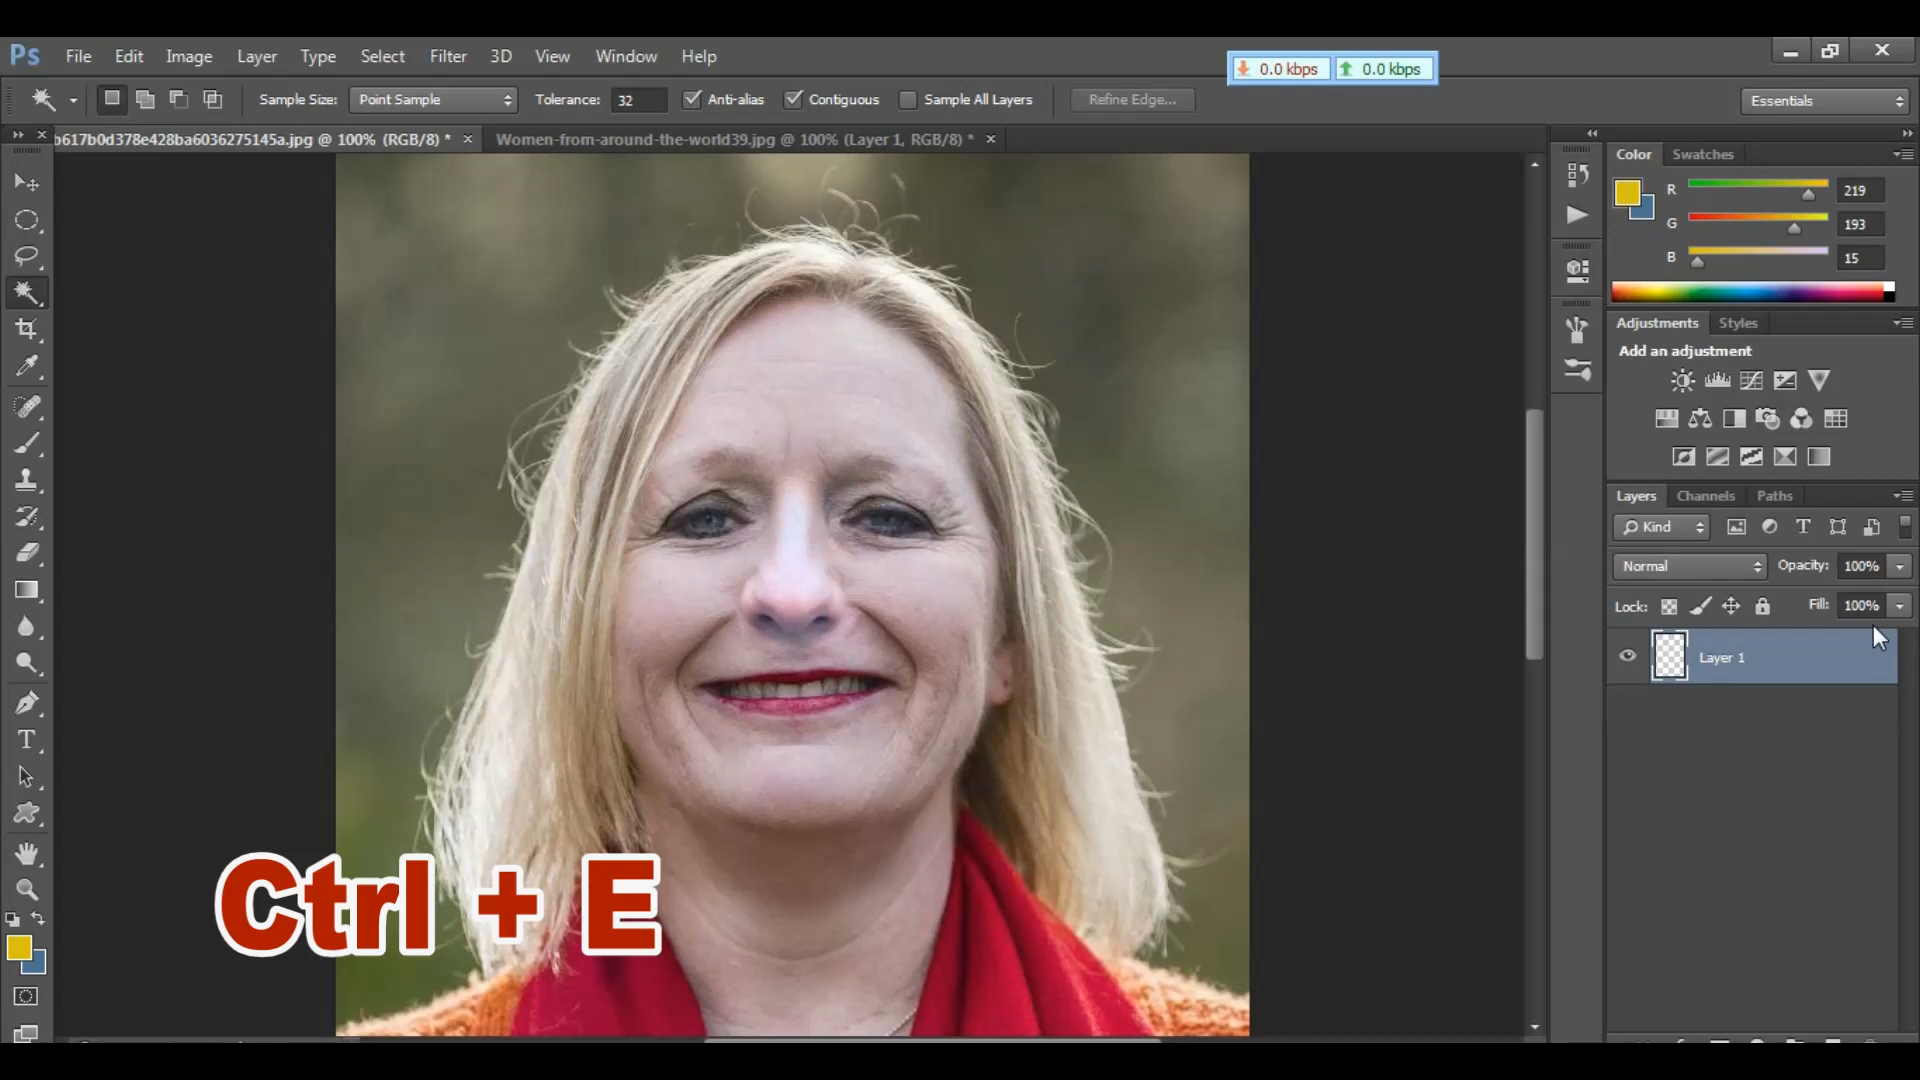 Ps File Edit Image Layer Type Select Filter 3D View Window Help
0.0 kbps 0.0 kbps
Sample Size: Point Sample Tolerance: 32 Anti-alias Contiguous Sample All Layers Refine Edge... Essentials
b617b0d378e428ba6036275145a.jpg @ 100% (RGB/8) * × Women-from-around-the-world39.jpg @ 100% (Layer 1, RGB/8) * ×
Color Swatches
R 219
G 193
B 15
Adjustments Styles
Add an adjustment
Layers Channels Paths
Kind
Normal Opacity: 100%
Lock: Fill: 100%
Layer 1
Ctrl + E